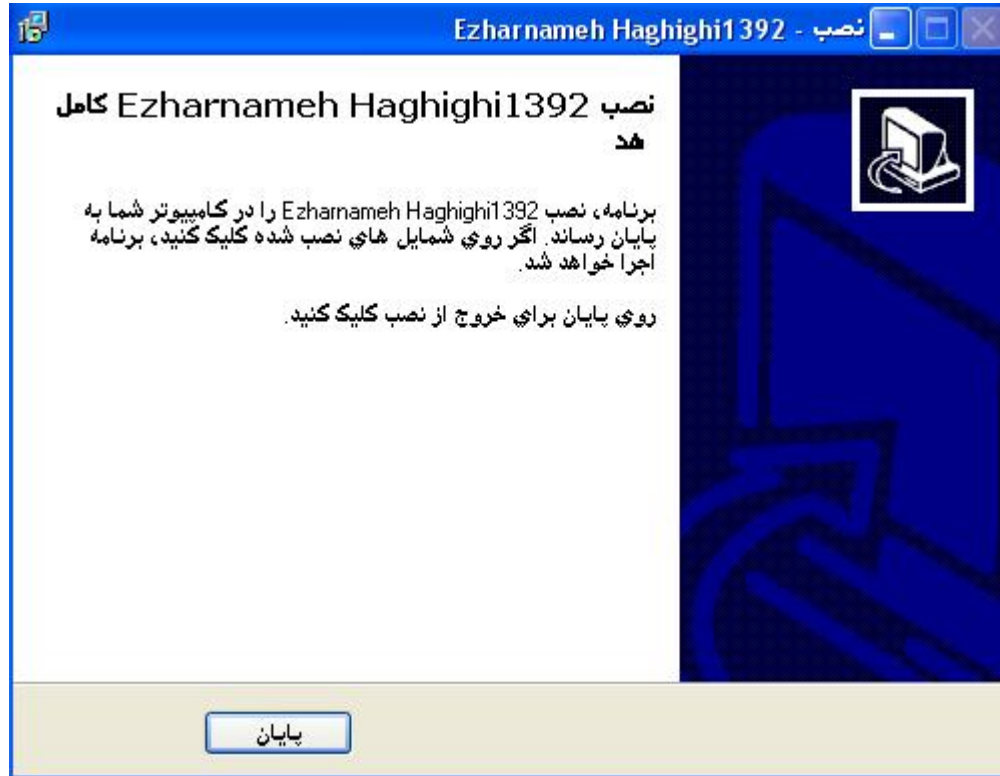 نصب - Ezharnameh Haghighi1392
نصب Ezharnameh Haghighi1392 کامل
شد
برنامه، نصب Ezharnameh Haghighi1392 را در کامپیوتر شما به
پایان رساند. اگر روي شمایل هاي نصب شده کلیک کنید، برنامه
اجرا خواهد شد.
روي پایان براي خروج از نصب کلیک کنید.
پایان